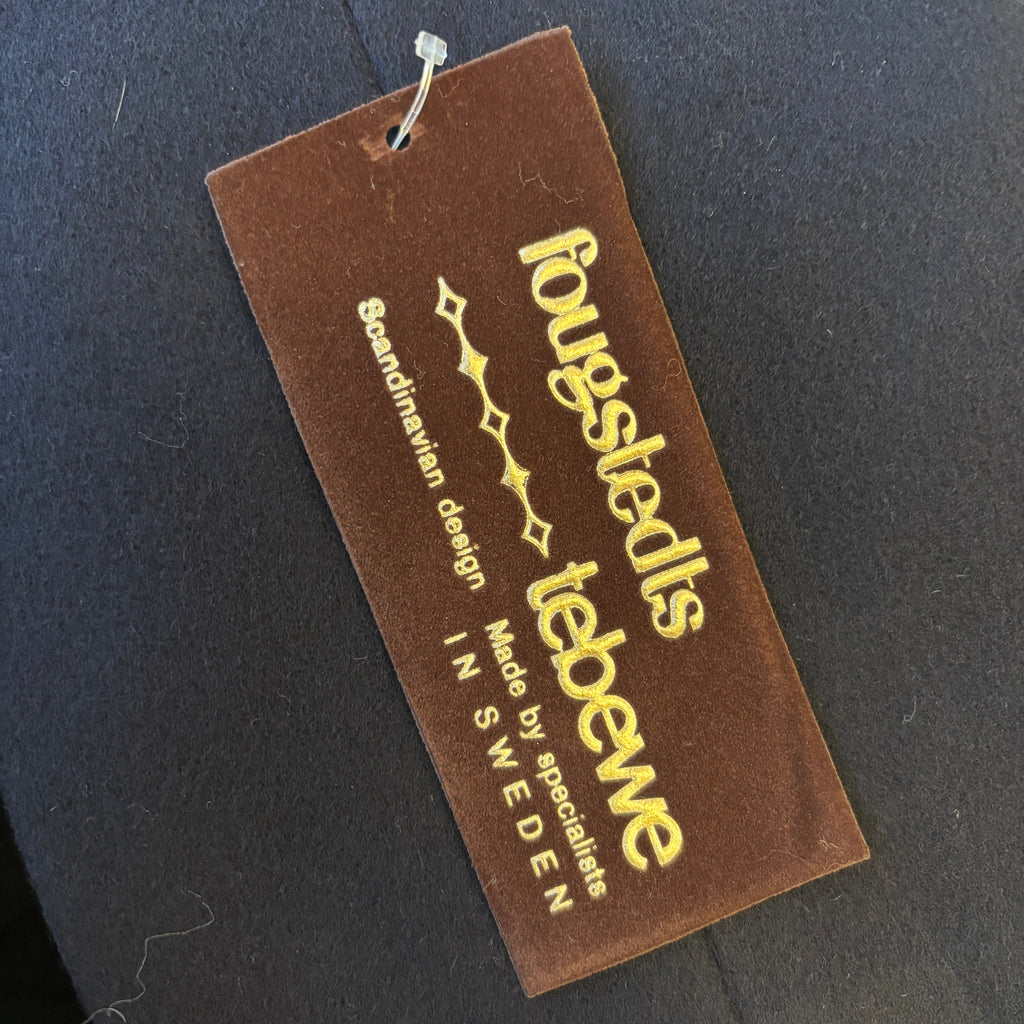 fougstedts
tebewe
Scandinavian design
Made by specialists
IN SWEDEN